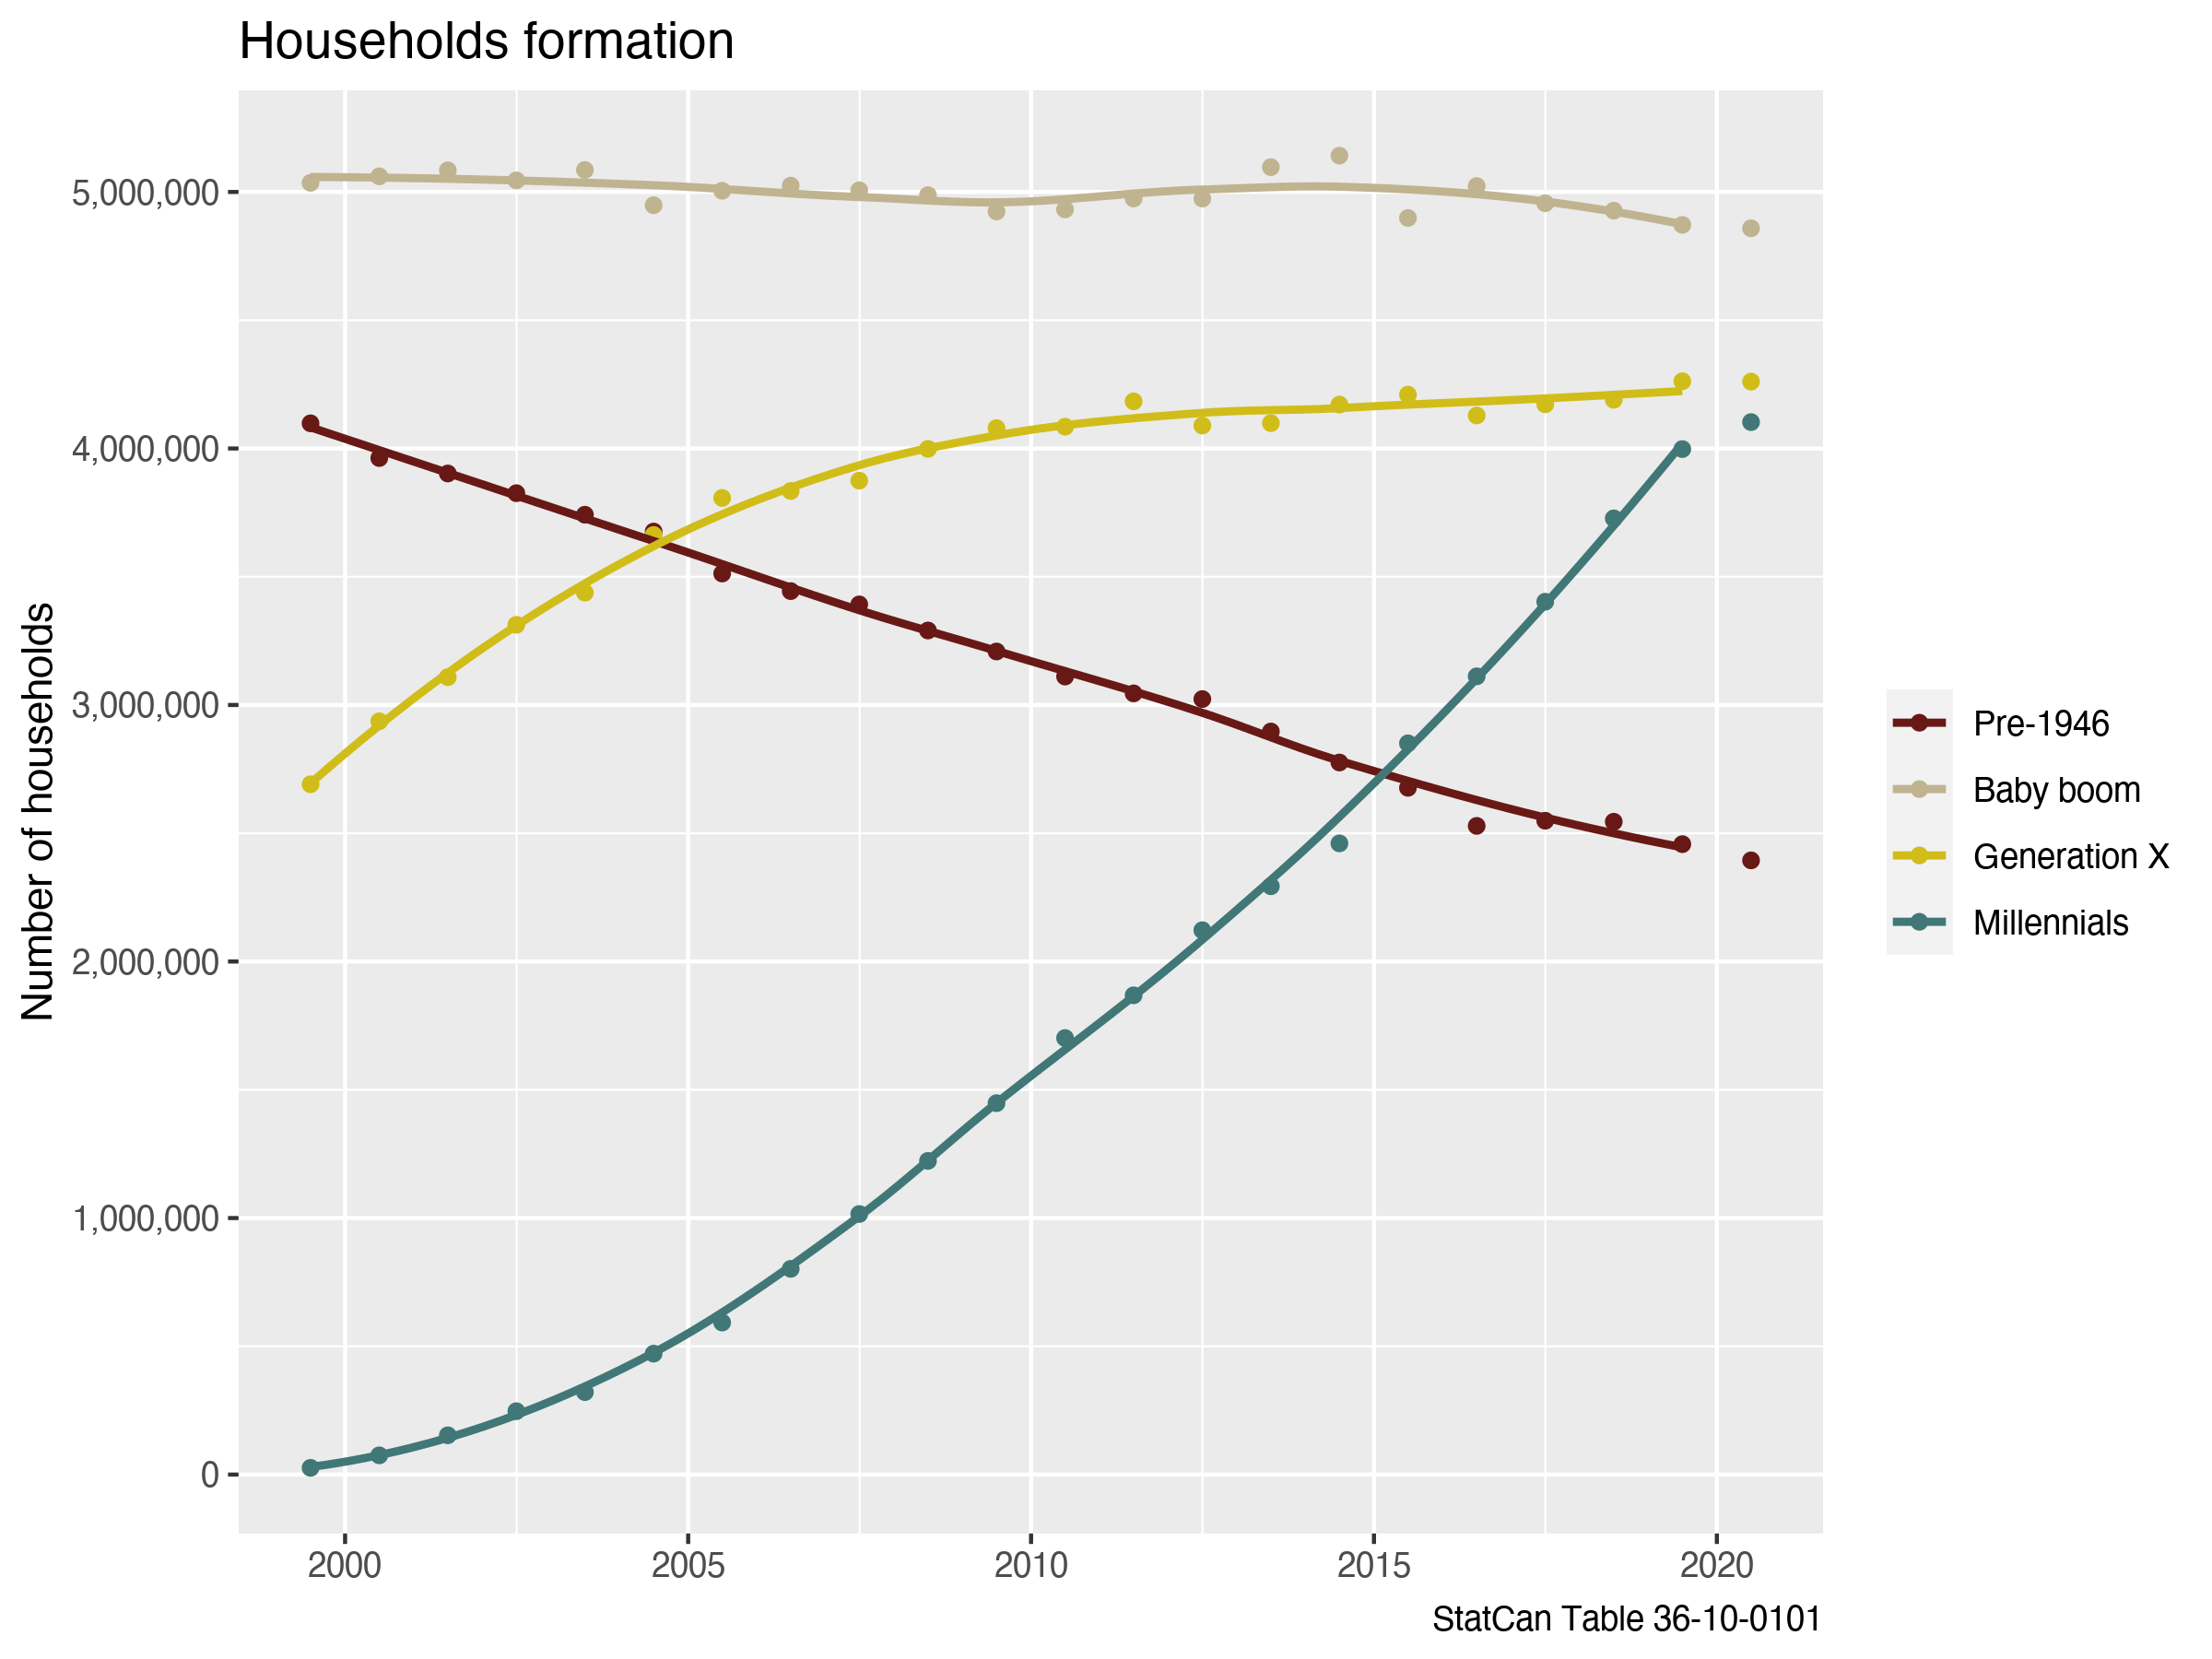 Households formation
5,000,000
4,000,000
3,000,000
2,000,000
1,000,000
0
Number of households
2000 2005 2010 2015 2020
Pre-1946
Baby boom
Generation X
Millennials
StatCan Table 36-10-0101